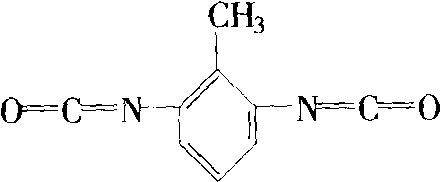 CH₃
O=C=N N=C=O